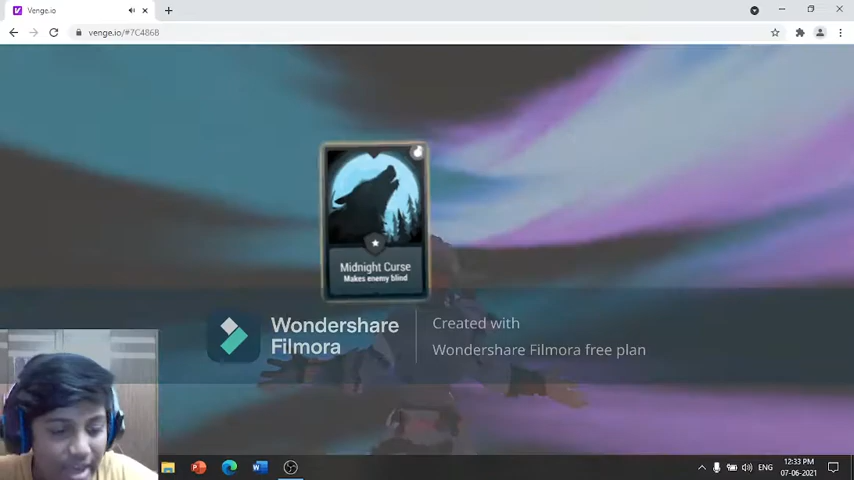 Venge.io
venge.io/#7C486B
Midnight Curse
Makes enemy blind
Wondershare
Filmora
Created with
Wondershare Filmora free plan
ENG
12:33 PM
07-06-2021